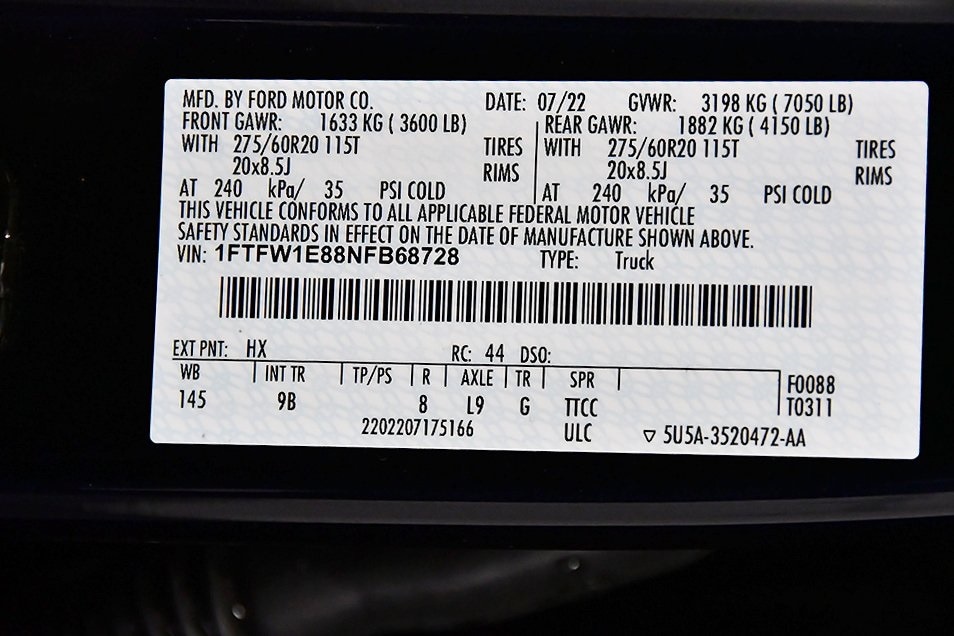 MFD. BY FORD MOTOR CO. DATE: 07/22 GVWR: 3198 KG ( 7050 LB)
FRONT GAWR: 1633 KG ( 3600 LB) REAR GAWR: 1882 KG ( 4150 LB)
WITH 275/60R20 115T TIRES WITH 275/60R20 115T TIRES
20x8.5J RIMS 20x8.5J RIMS
AT 240 kPa/ 35 PSI COLD AT 240 kPa/ 35 PSI COLD
THIS VEHICLE CONFORMS TO ALL APPLICABLE FEDERAL MOTOR VEHICLE
SAFETY STANDARDS IN EFFECT ON THE DATE OF MANUFACTURE SHOWN ABOVE.
VIN: 1FTFW1E88NFB68728 TYPE: Truck
EXT PNT: HX RC: 44 DSO:
WB INT TR TP/PS R AXLE TR SPR F0088
145 9B 8 L9 G TTCC T0311
2202207175166 ULC ▽ 5U5A-3520472-AA